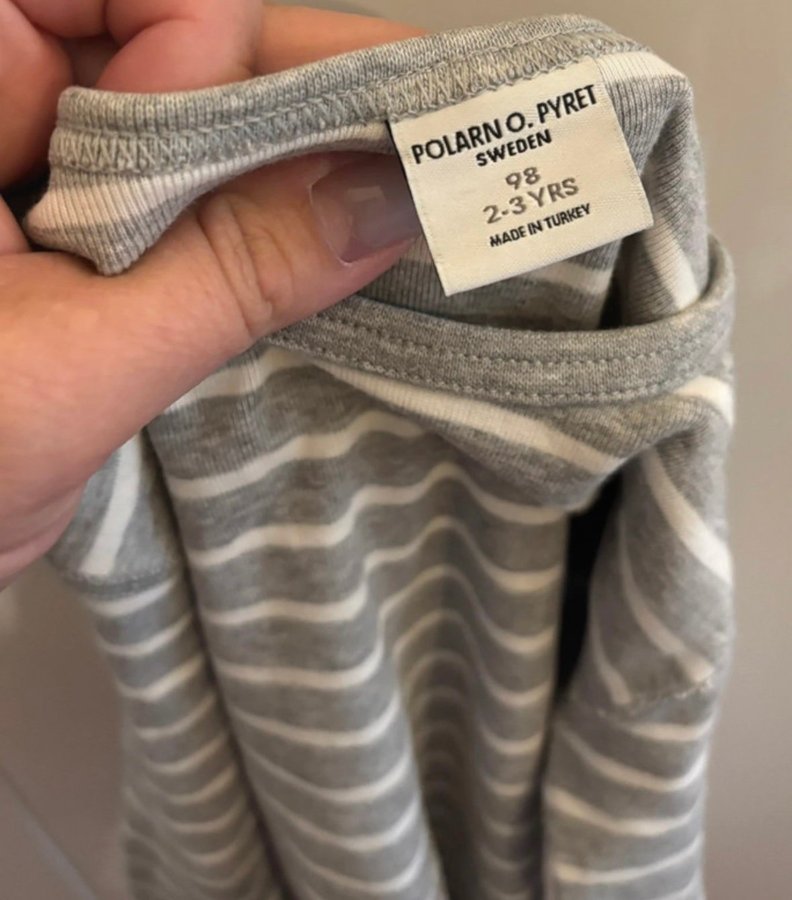 POLARN O. PYRET
SWEDEN
98
2-3 YRS
MADE IN TURKEY